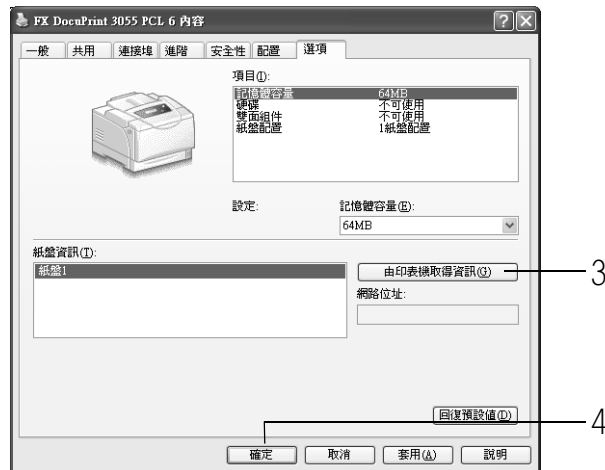 FX DocuPrint 3055 PCL 6 內容
一般 共用 連接埠 進階 安全性 配置 選項
項目(I):
記憶體容量 64MB
硬碟 不可使用
雙面組件 不可使用
紙盤配置 1紙盤配置
設定: 記憶體容量(E):
64MB
紙盤資訊(T):
紙盤1
由印表機取得資訊(G) 3
網路位址:
回復預設値(D)
4
確定 取消 套用(A) 說明